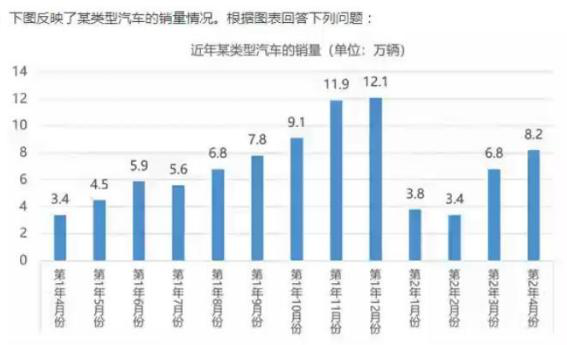 下图反映了某类型汽车的销量情况。根据图表回答下列问题：
近年某类型汽车的销量（单位：万辆）
14
12
10
8
6
4
2
0
3.4
4.5
5.9
5.6
6.8
7.8
9.1
11.9
12.1
3.8
3.4
6.8
8.2
第1年4月份
第1年5月份
第1年6月份
第1年7月份
第1年8月份
第1年9月份
第1年10月份
第1年11月份
第1年12月份
第2年1月份
第2年2月份
第2年3月份
第2年4月份